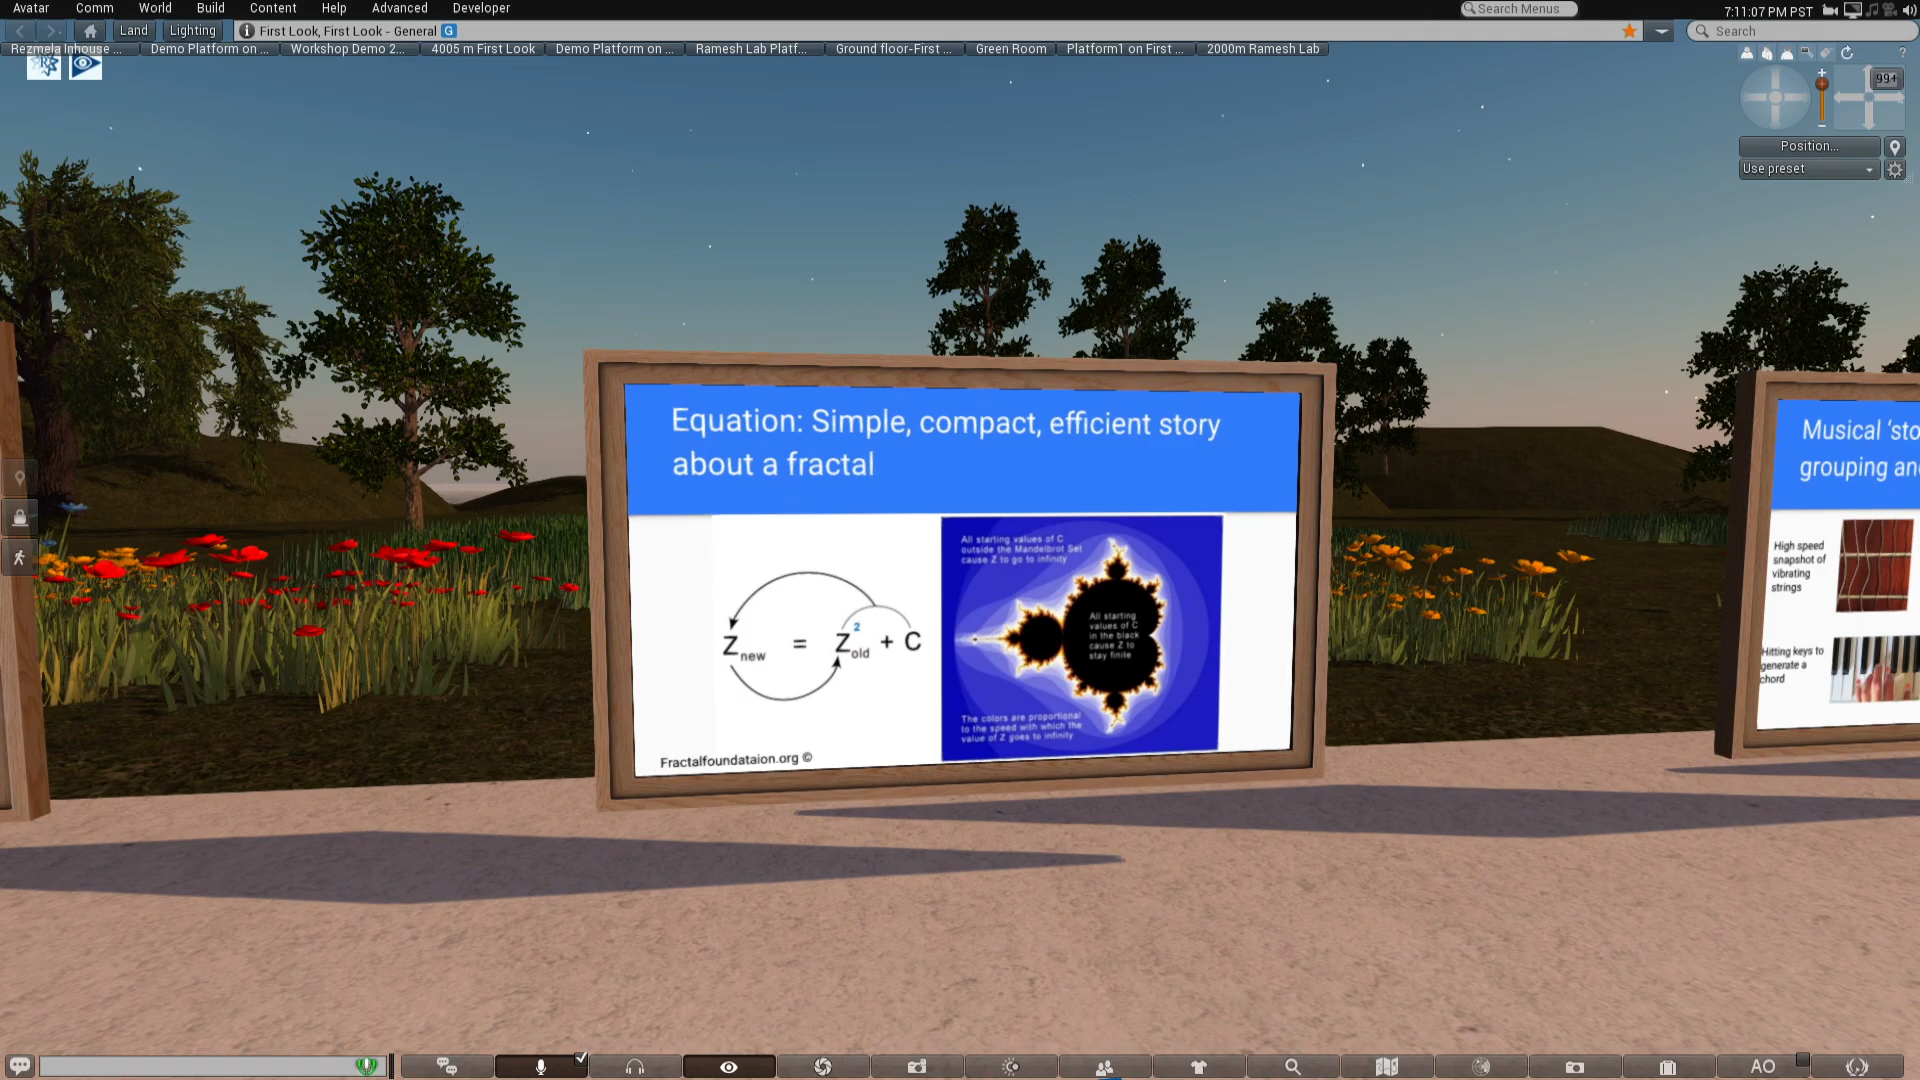 Avatar Comm World Build Content Help Advanced Developer
Search Menus
7:11:07 PM PST
Land Lighting First Look, First Look - General G
Search
Rezmela Inhouse ... Demo Platform on ... Workshop Demo 2... 4005 m First Look Demo Platform on ... Ramesh Lab Platf... Ground floor-First ... Green Room Platform1 on First ... 2000m Ramesh Lab
?
99+
Position...
Use preset
Equation: Simple, compact, efficient story
about a fractal
All starting values of C
outside the Mandelbrot Set
cause Z to go to infinity
All starting
values of C
in the black
cause Z to
stay finite
Z new = Z old 2 + C
The colors are proportional
to the speed with which the
value of Z goes to infinity
Fractalfoundataion.org ©
Musical ‘sto
grouping an
High speed
snapshot of
vibrating
strings
Hitting keys to
generate a
chord
AO